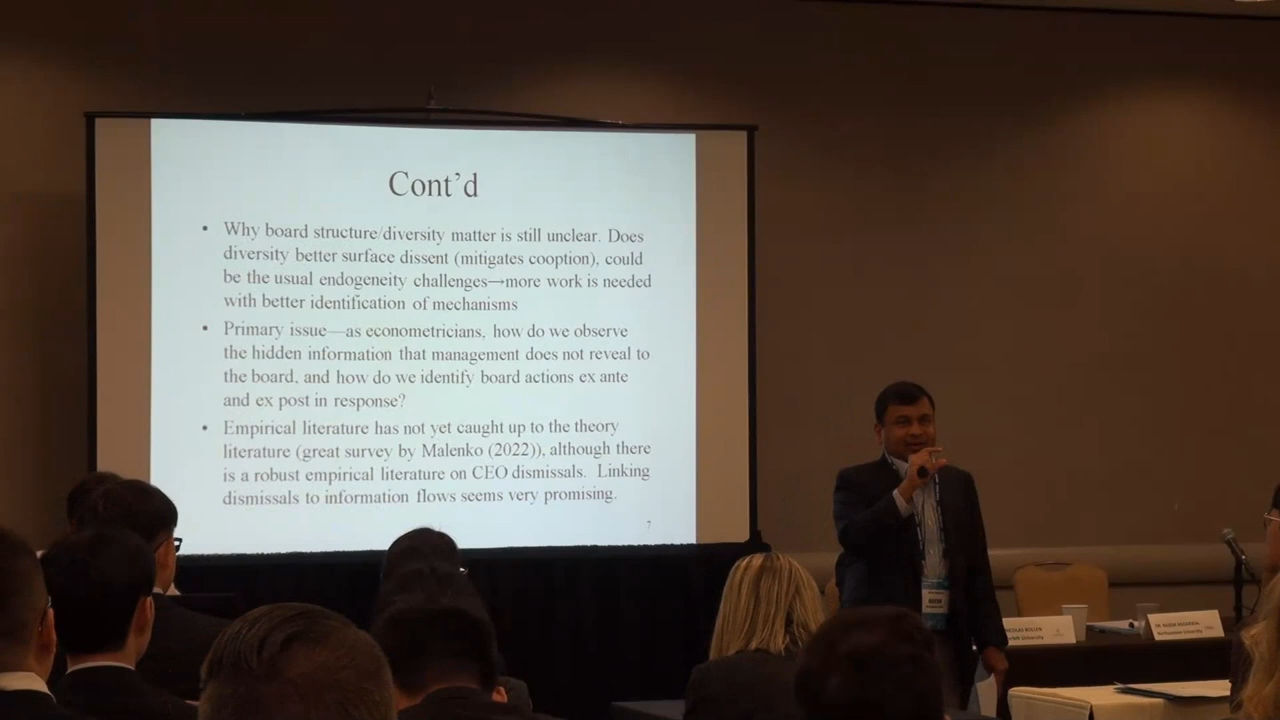 Cont'd
• Why board structure/diversity matter is still unclear. Does
diversity better surface dissent (mitigates cooption), could
be the usual endogeneity challenges→more work is needed
with better identification of mechanisms
• Primary issue—as econometricians, how do we observe
the hidden information that management does not reveal to
the board, and how do we identify board actions ex ante
and ex post in response?
• Empirical literature has not yet caught up to the theory
literature (great survey by Malenko (2022)), although there
is a robust empirical literature on CEO dismissals. Linking
dismissals to information flows seems very promising.
7
University
Northeastern University